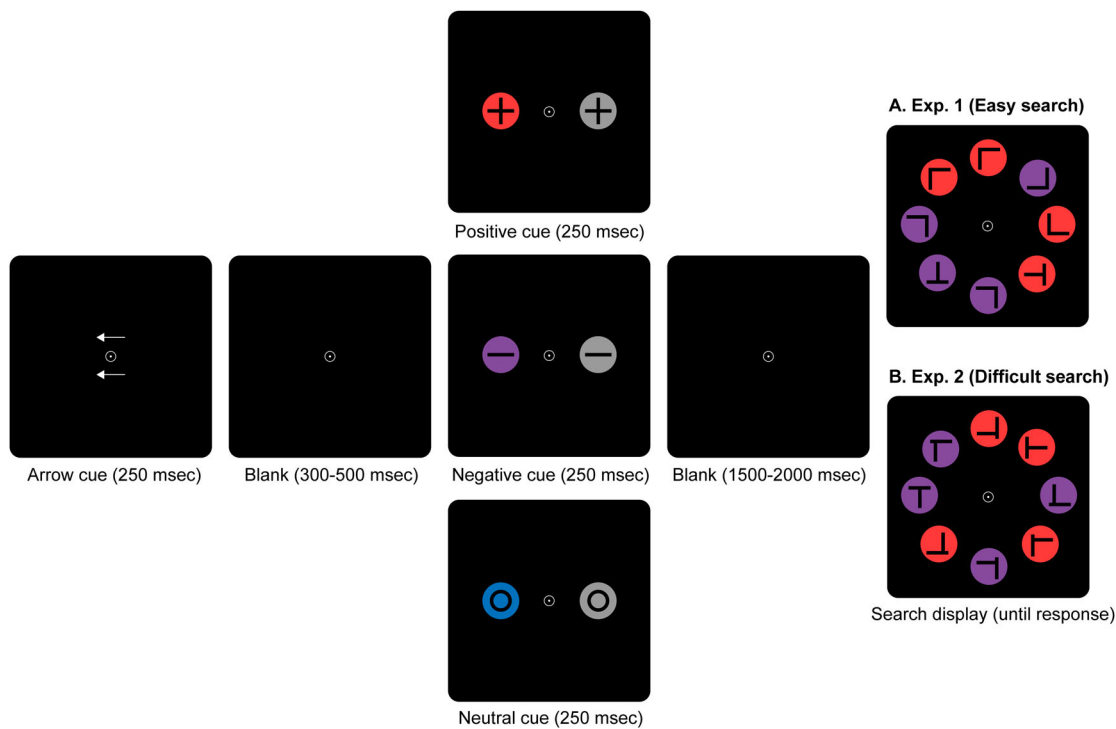 Positive cue (250 msec)
Arrow cue (250 msec)
Blank (300-500 msec)
Negative cue (250 msec)
Blank (1500-2000 msec)
Neutral cue (250 msec)
A. Exp. 1 (Easy search)
B. Exp. 2 (Difficult search)
Search display (until response)